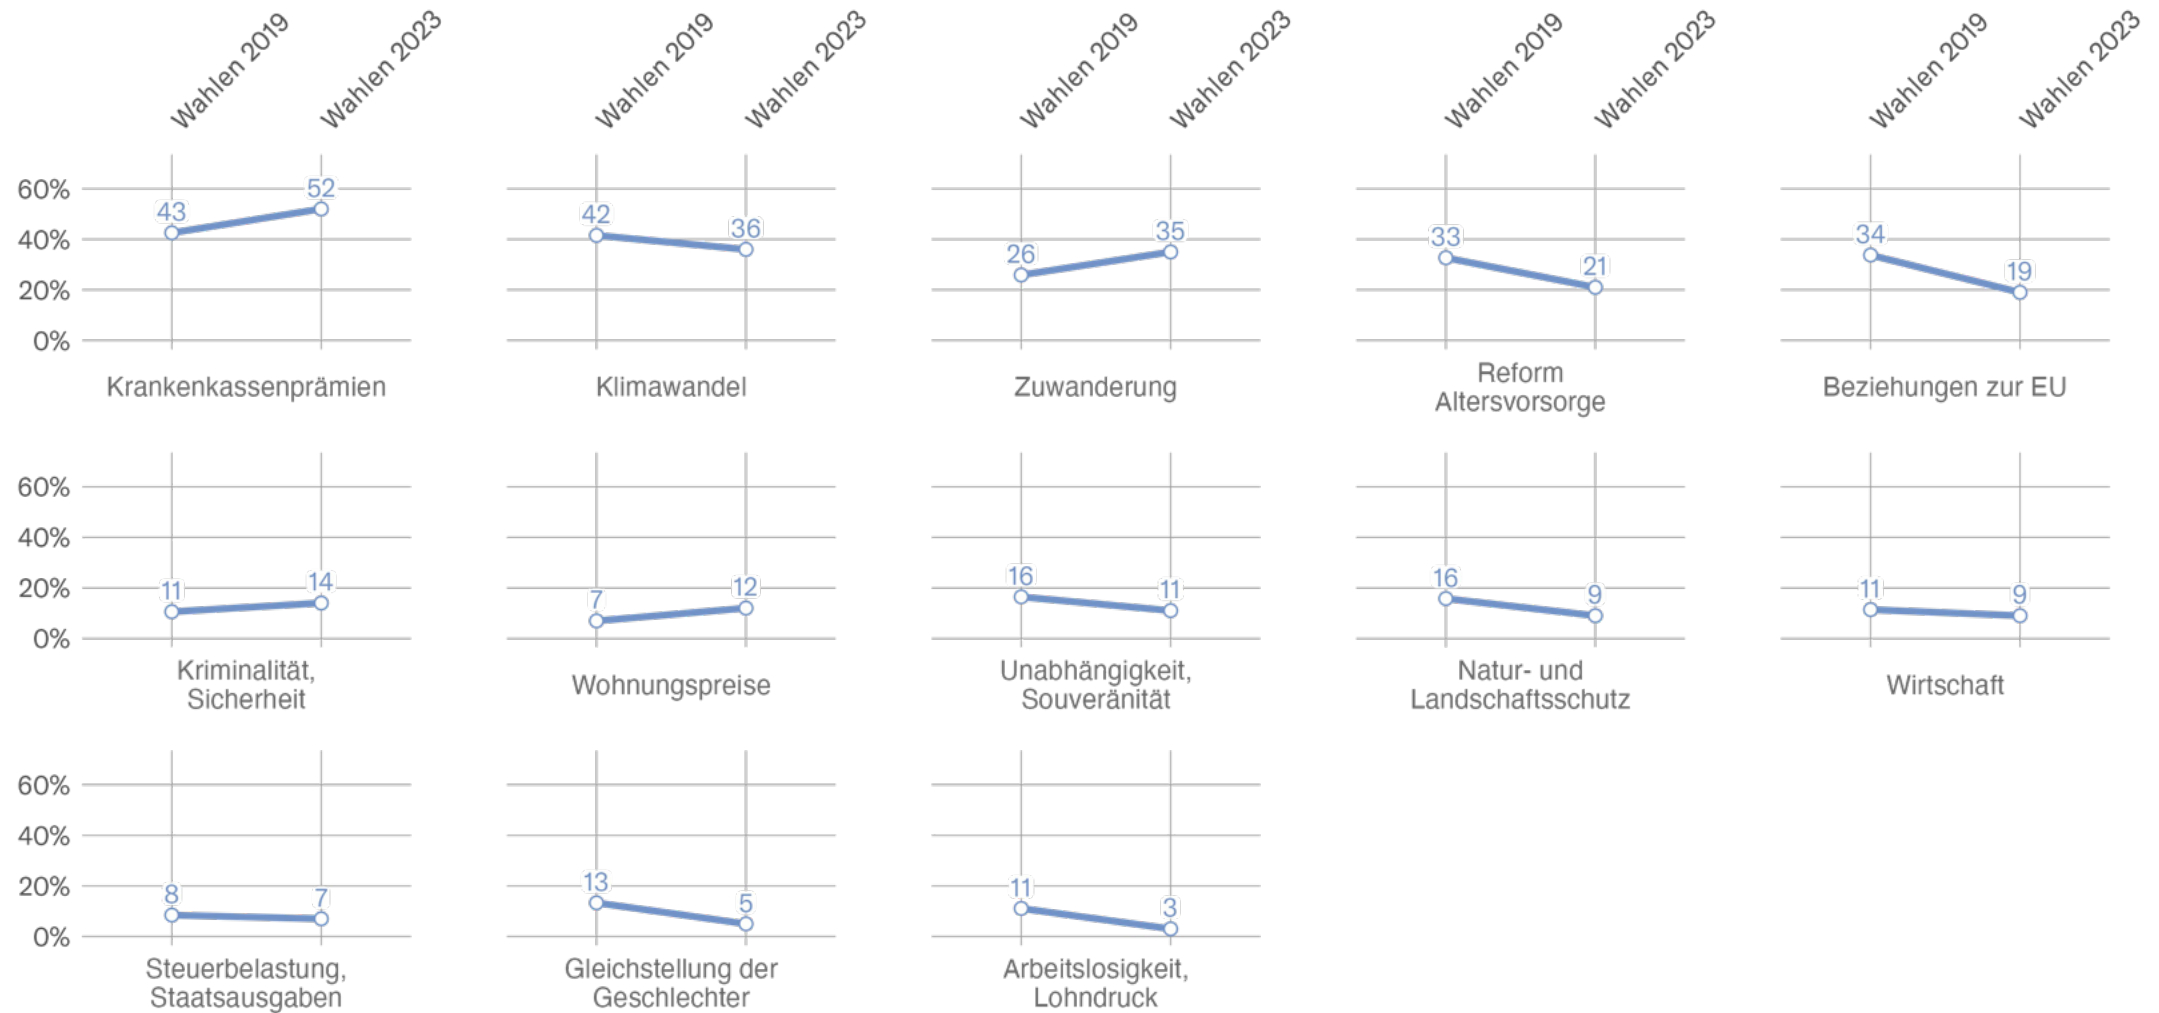 Wahlen 2019
Wahlen 2023
Wahlen 2019
Wahlen 2023
Wahlen 2019
Wahlen 2023
Wahlen 2019
Wahlen 2023
Wahlen 2019
Wahlen 2023
60%
40%
20%
0%
43
52
Krankenkassenprämien
42
36
Klimawandel
26
35
Zuwanderung
33
21
Reform
Altersvorsorge
34
19
Beziehungen zur EU
60%
40%
20%
0%
11
14
Kriminalität,
Sicherheit
7
12
Wohnungspreise
16
11
Unabhängigkeit,
Souveränität
16
9
Natur- und
Landschaftsschutz
11
9
Wirtschaft
60%
40%
20%
0%
8
7
Steuerbelastung,
Staatsausgaben
13
5
Gleichstellung der
Geschlechter
11
3
Arbeitslosigkeit,
Lohndruck